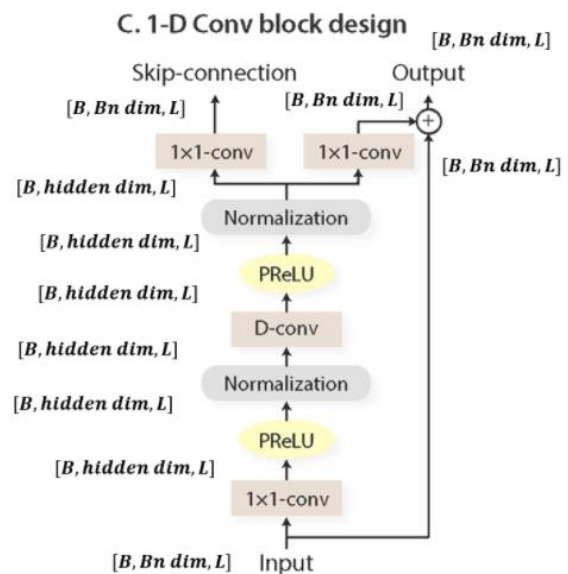 C. 1-D Conv block design
[B, Bn dim, L]
Skip-connection
Output
[B, Bn dim, L]
[B, Bn dim, L]
+
1×1-conv
1×1-conv
[B, Bn dim, L]
[B, hidden dim, L]
Normalization
[B, hidden dim, L]
PReLU
[B, hidden dim, L]
D-conv
[B, hidden dim, L]
Normalization
[B, hidden dim, L]
PReLU
[B, hidden dim, L]
1×1-conv
[B, Bn dim, L]
Input